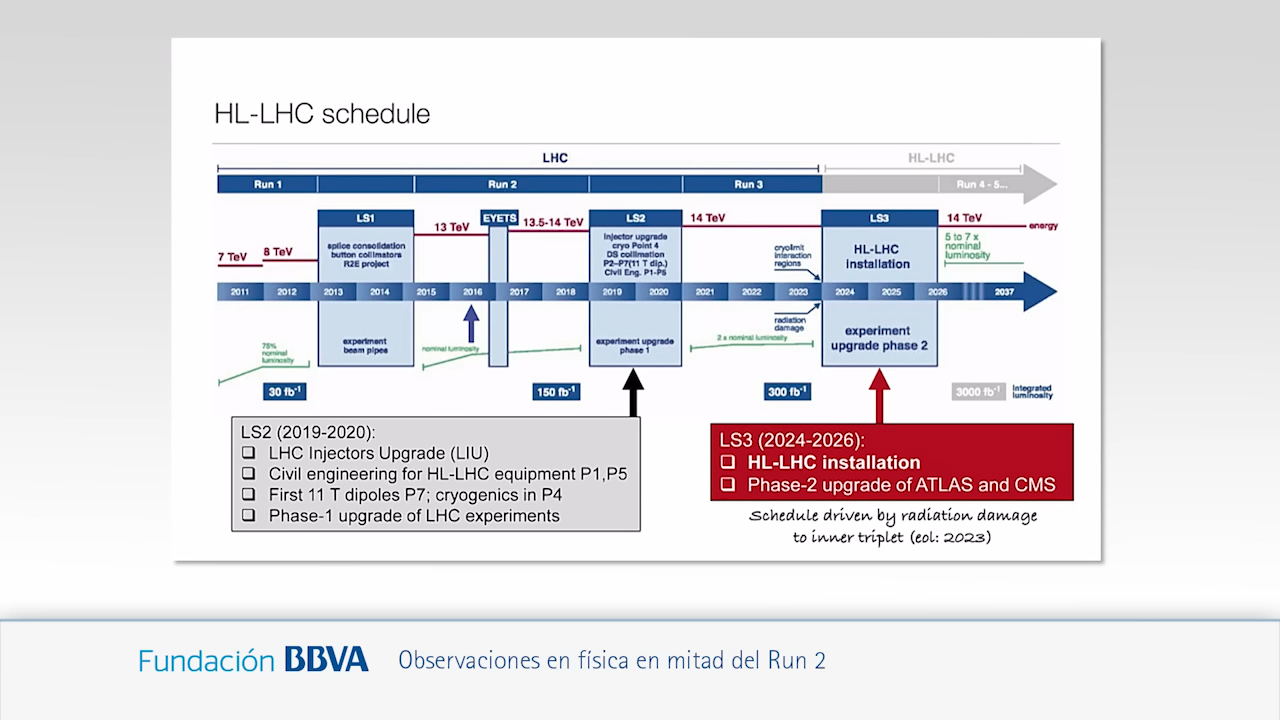 HL-LHC schedule
LHC
HL-LHC
Run 1
Run 2
Run 3
Run 4 - 5...
LS1
EYETS
LS2
LS3
7 TeV
8 TeV
13 TeV
13.5-14 TeV
14 TeV
14 TeV
energy
splice consolidation
button collimators
R2E project
injector upgrade
cryo Point 4
DS collimation
P2-P7(11 T dip.)
Civil Eng. P1-P5
cryolimit
interaction
regions
HL-LHC
installation
5 to 7 x
nominal
luminosity
2011 2012 2013 2014 2015 2016 2017 2018 2019 2020 2021 2022 2023 2024 2025 2026 2037
75%
nominal
luminosity
experiment
beam pipes
nominal luminosity
experiment upgrade
phase 1
2 x nominal luminosity
radiation
damage
experiment
upgrade phase 2
30 fb-1
150 fb-1
300 fb-1
3000 fb-1
integrated
luminosity
LS2 (2019-2020):
❑ LHC Injectors Upgrade (LIU)
❑ Civil engineering for HL-LHC equipment P1,P5
❑ First 11 T dipoles P7; cryogenics in P4
❑ Phase-1 upgrade of LHC experiments
LS3 (2024-2026):
❑ HL-LHC installation
❑ Phase-2 upgrade of ATLAS and CMS
Schedule driven by radiation damage
to inner triplet (eol: 2023)
Fundación BBVA
Observaciones en física en mitad del Run 2